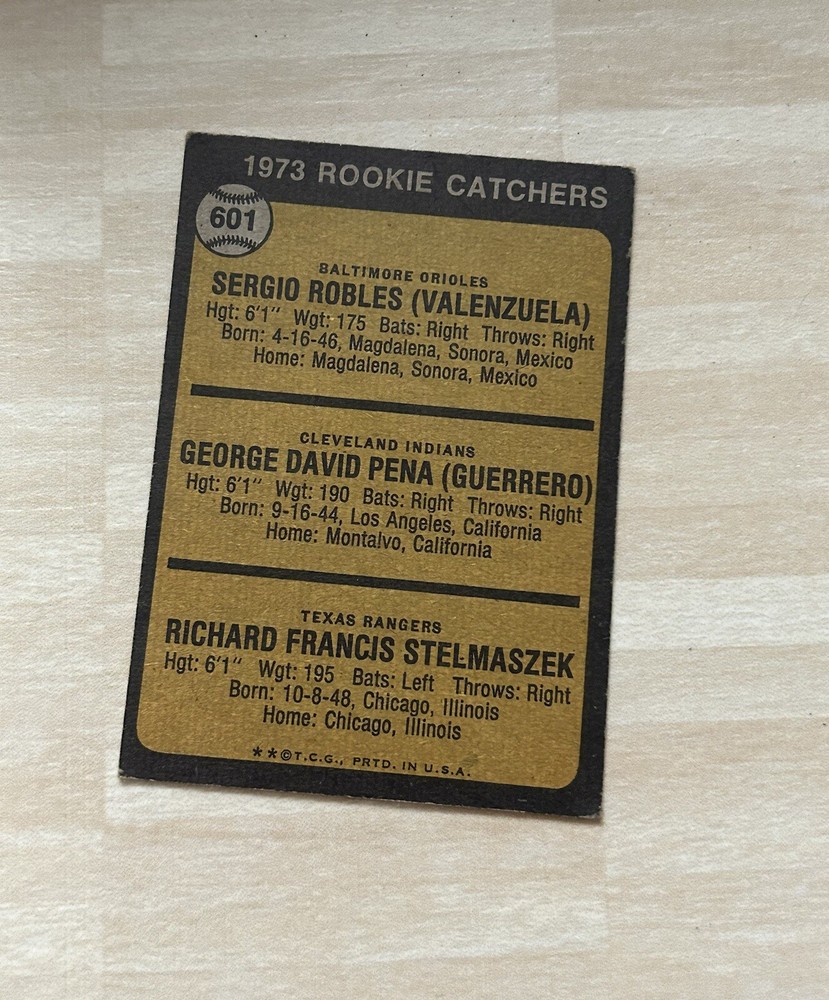 1973 ROOKIE CATCHERS
601
BALTIMORE ORIOLES
SERGIO ROBLES (VALENZUELA)
Hgt: 6'1" Wgt: 175 Bats: Right Throws: Right
Born: 4-16-46, Magdalena, Sonora, Mexico
Home: Magdalena, Sonora, Mexico
CLEVELAND INDIANS
GEORGE DAVID PENA (GUERRERO)
Hgt: 6'1" Wgt: 190 Bats: Right Throws: Right
Born: 9-16-44, Los Angeles, California
Home: Montalvo, California
TEXAS RANGERS
RICHARD FRANCIS STELMASZEK
Hgt: 6'1" Wgt: 195 Bats: Left Throws: Right
Born: 10-8-48, Chicago, Illinois
Home: Chicago, Illinois
**©T.C.G., PRTD. IN U.S.A.